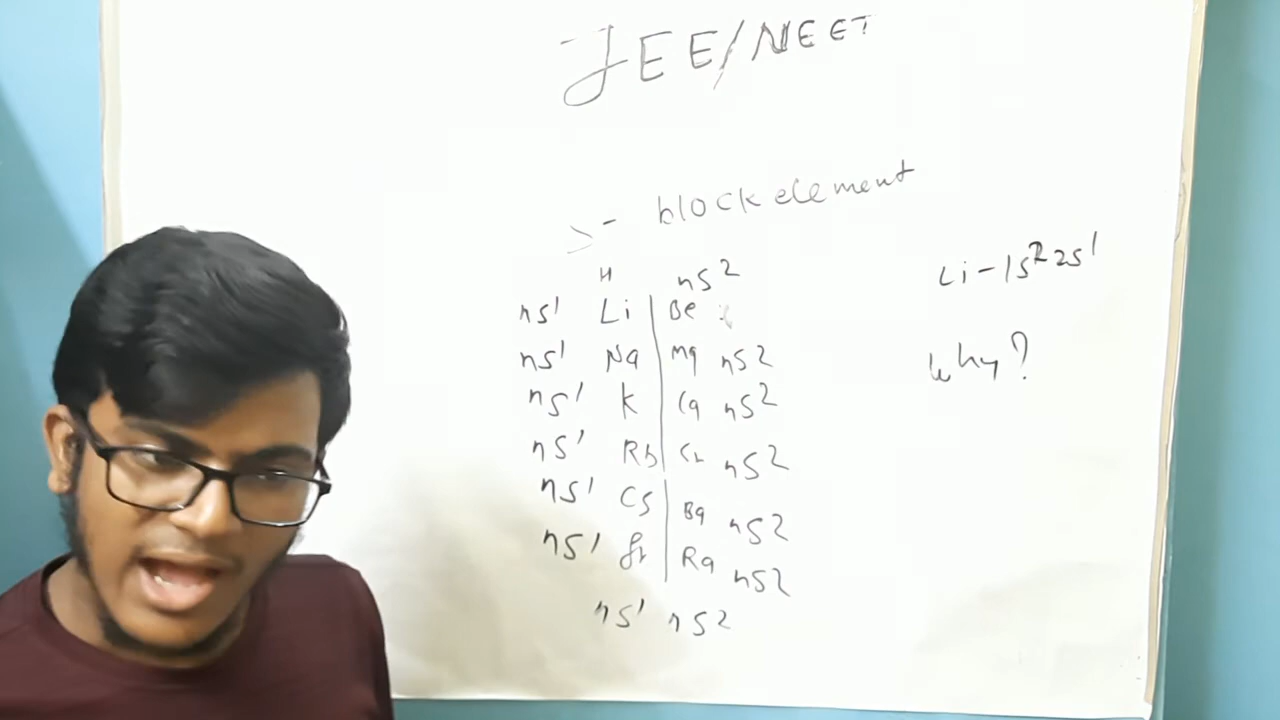 JEE/NEET
s- block element
H ns2
ns1 Li Be
ns1 Na Mg ns2
ns1 K Ca ns2
ns1 Rb Sr ns2
ns1 Cs Ba ns2
ns1 fr Ra ns2
ns1 ns2
Li-1s2 2s1
Why?